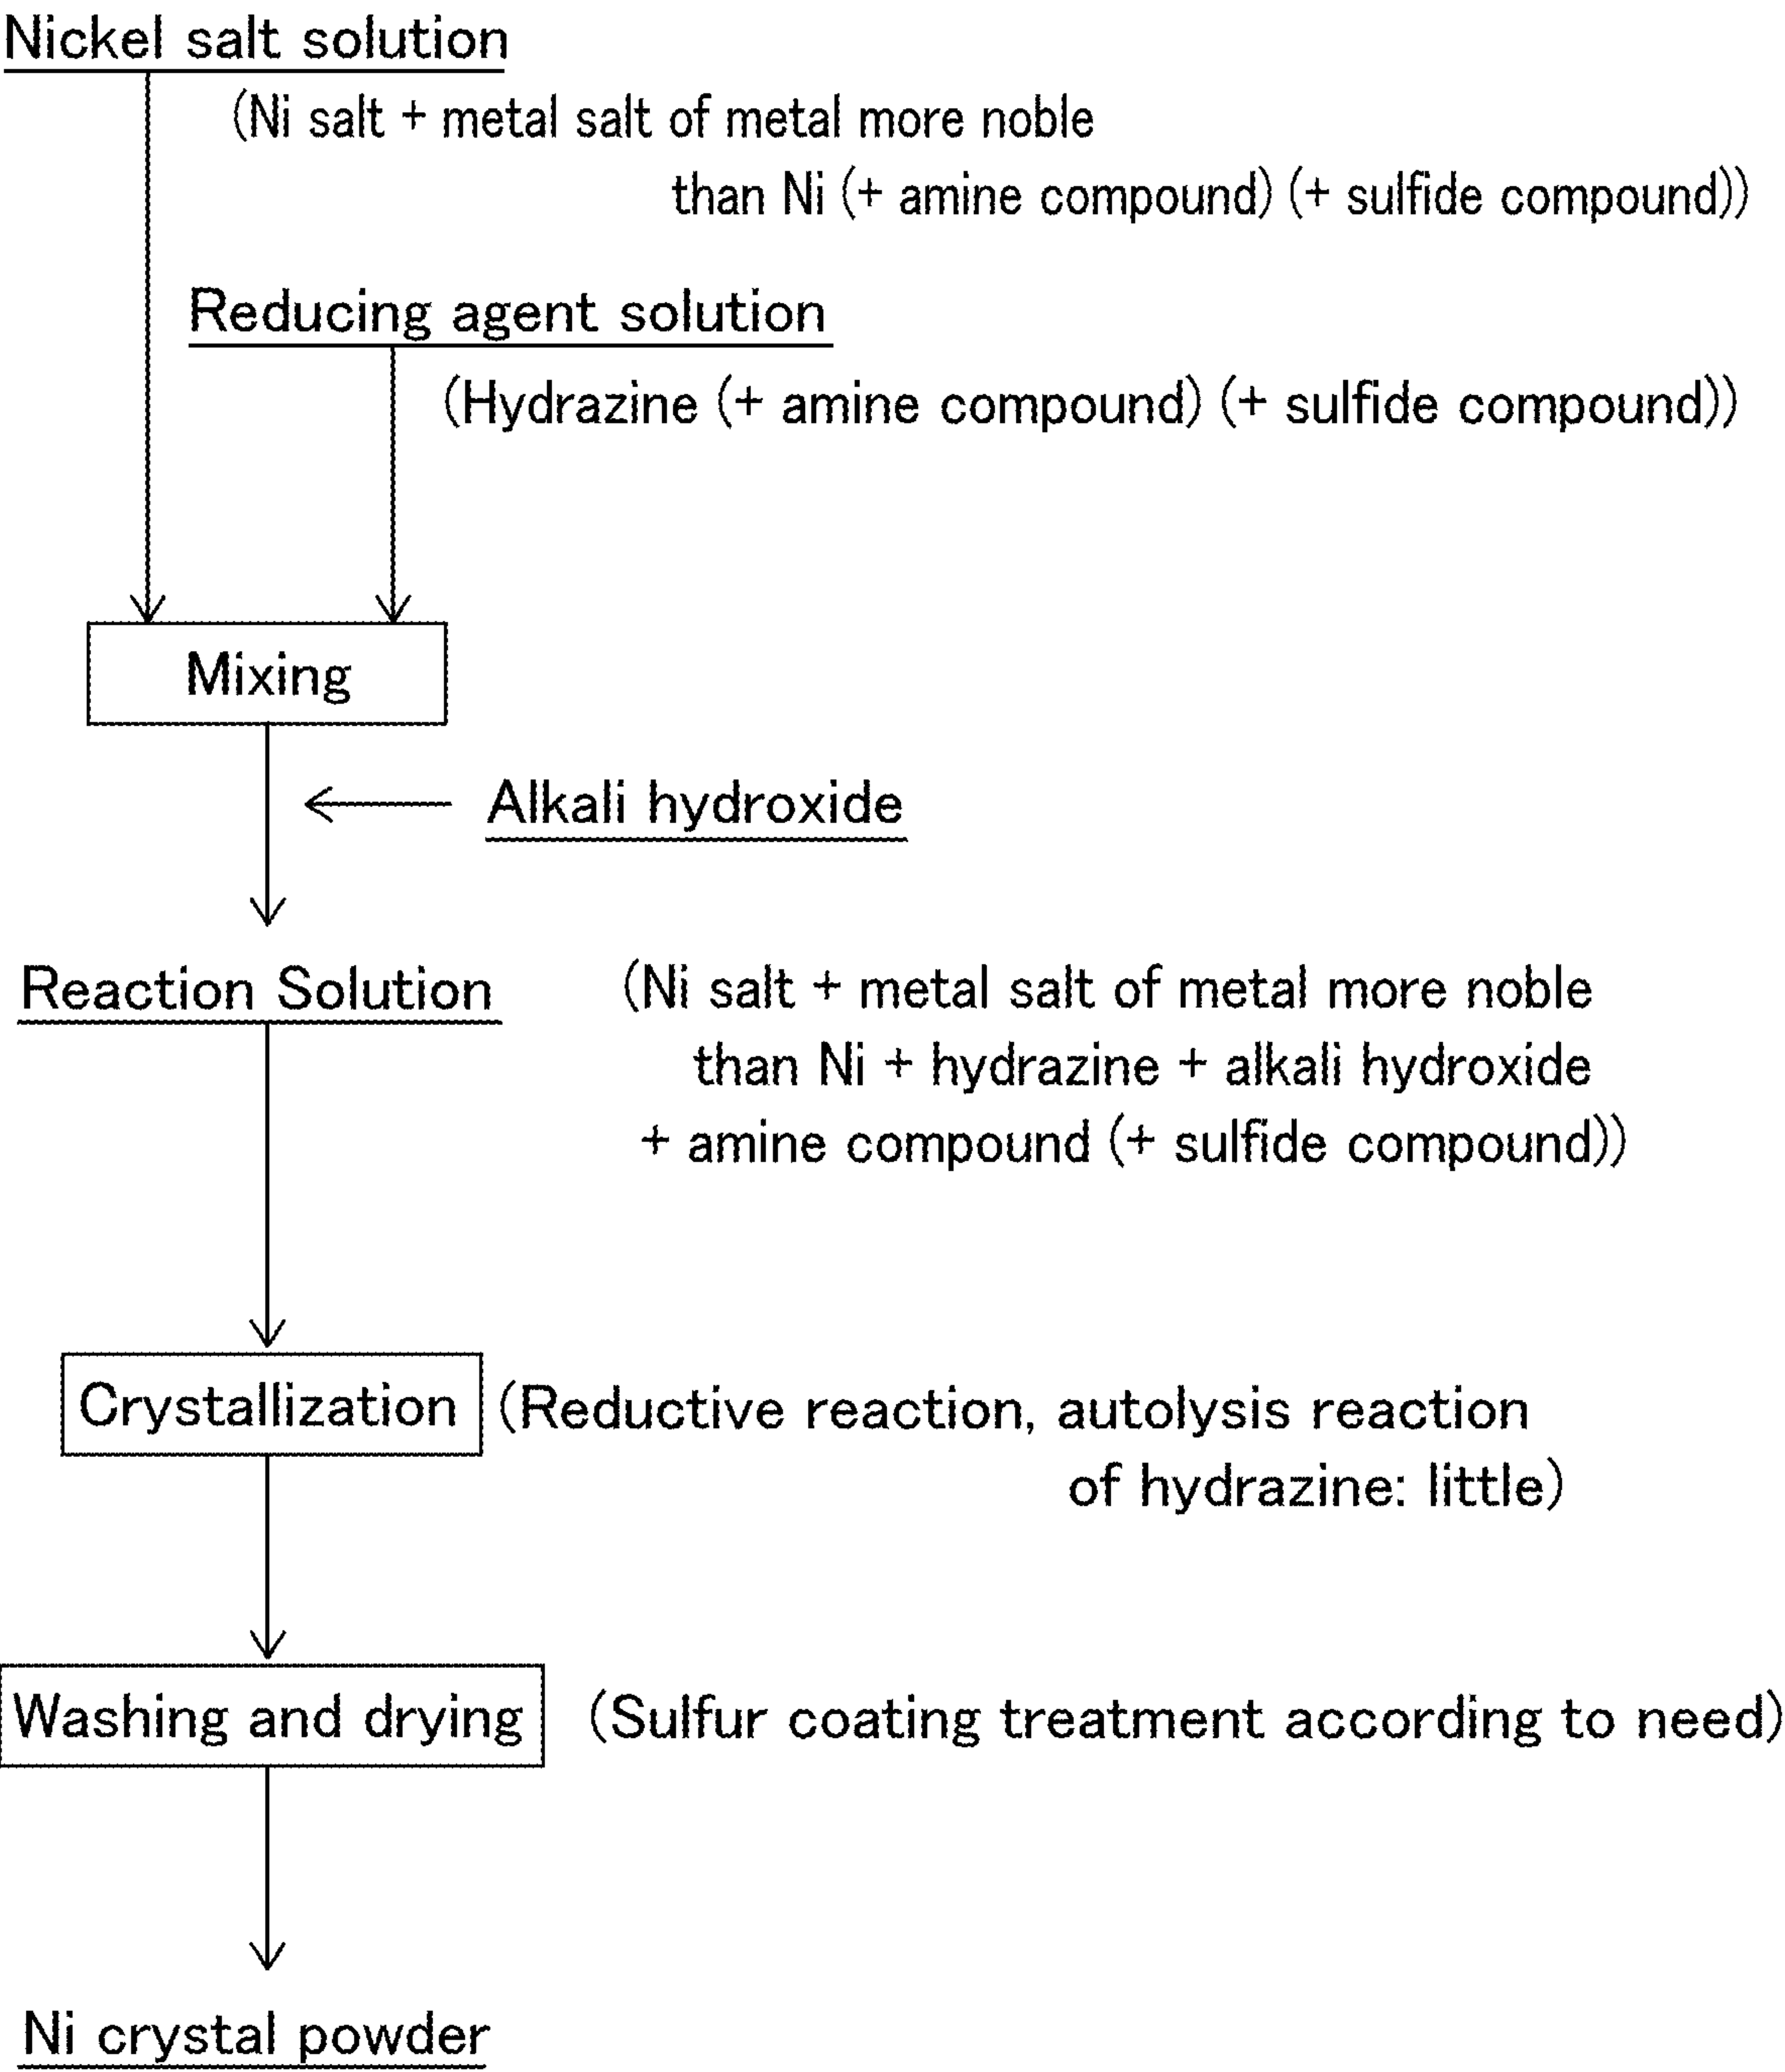 Nickel salt solution
(Ni salt + metal salt of metal more noble
than Ni (+ amine compound) (+ sulfide compound))
Reducing agent solution
(Hydrazine (+ amine compound) (+ sulfide compound))
Mixing
Alkali hydroxide
Reaction Solution
(Ni salt + metal salt of metal more noble
than Ni + hydrazine + alkali hydroxide
+ amine compound (+ sulfide compound))
Crystallization
(Reductive reaction, autolysis reaction
of hydrazine: little)
Washing and drying
(Sulfur coating treatment according to need)
Ni crystal powder